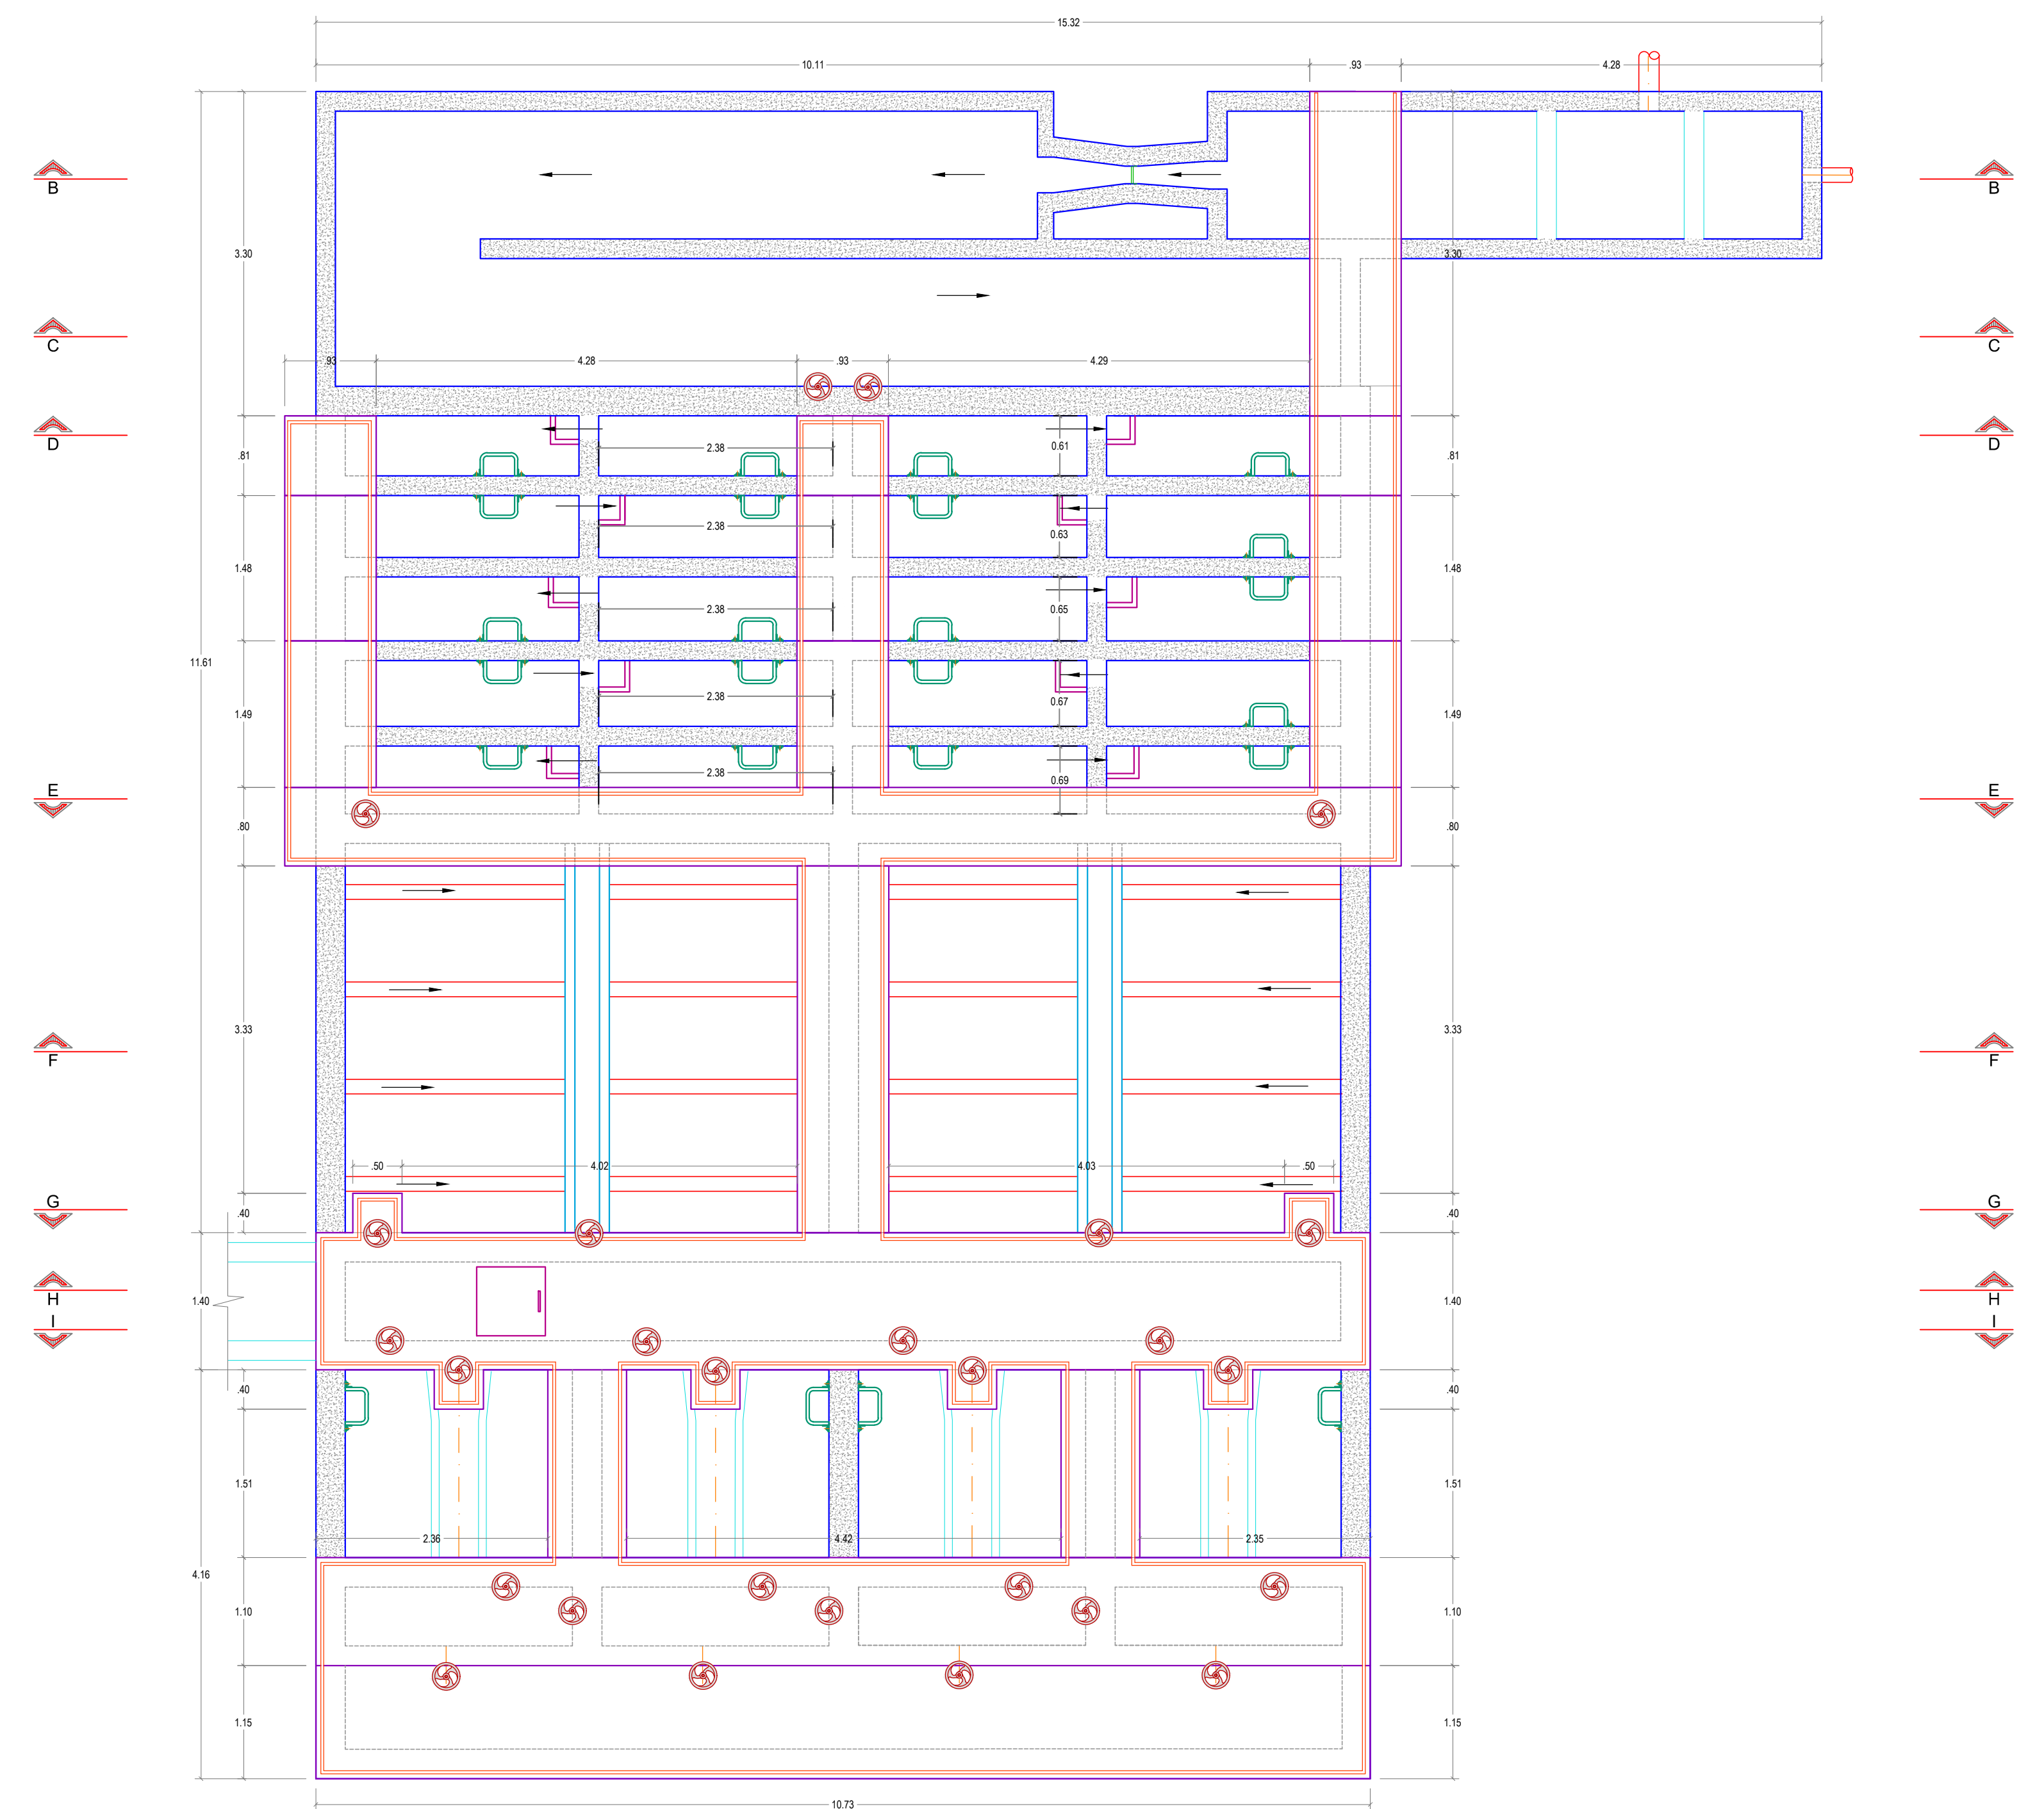 15.32
10.11 .93 4.28
B B
3.30 3.30
C C
.93 4.28 .93 4.29
D D
2.38 0.61
.81 .81
2.38 0.63
1.48 1.48
2.38 0.65
11.61
2.38 0.67
1.49 1.49
2.38 0.69
E E
.80 .80
3.33 3.33
F F
.50 4.02 4.03 .50
G G
.40 .40
H H
1.40 1.40
I I
.40 .40
1.51 1.51
2.36 4.42 2.35
4.16
1.10 1.10
1.15 1.15
10.73